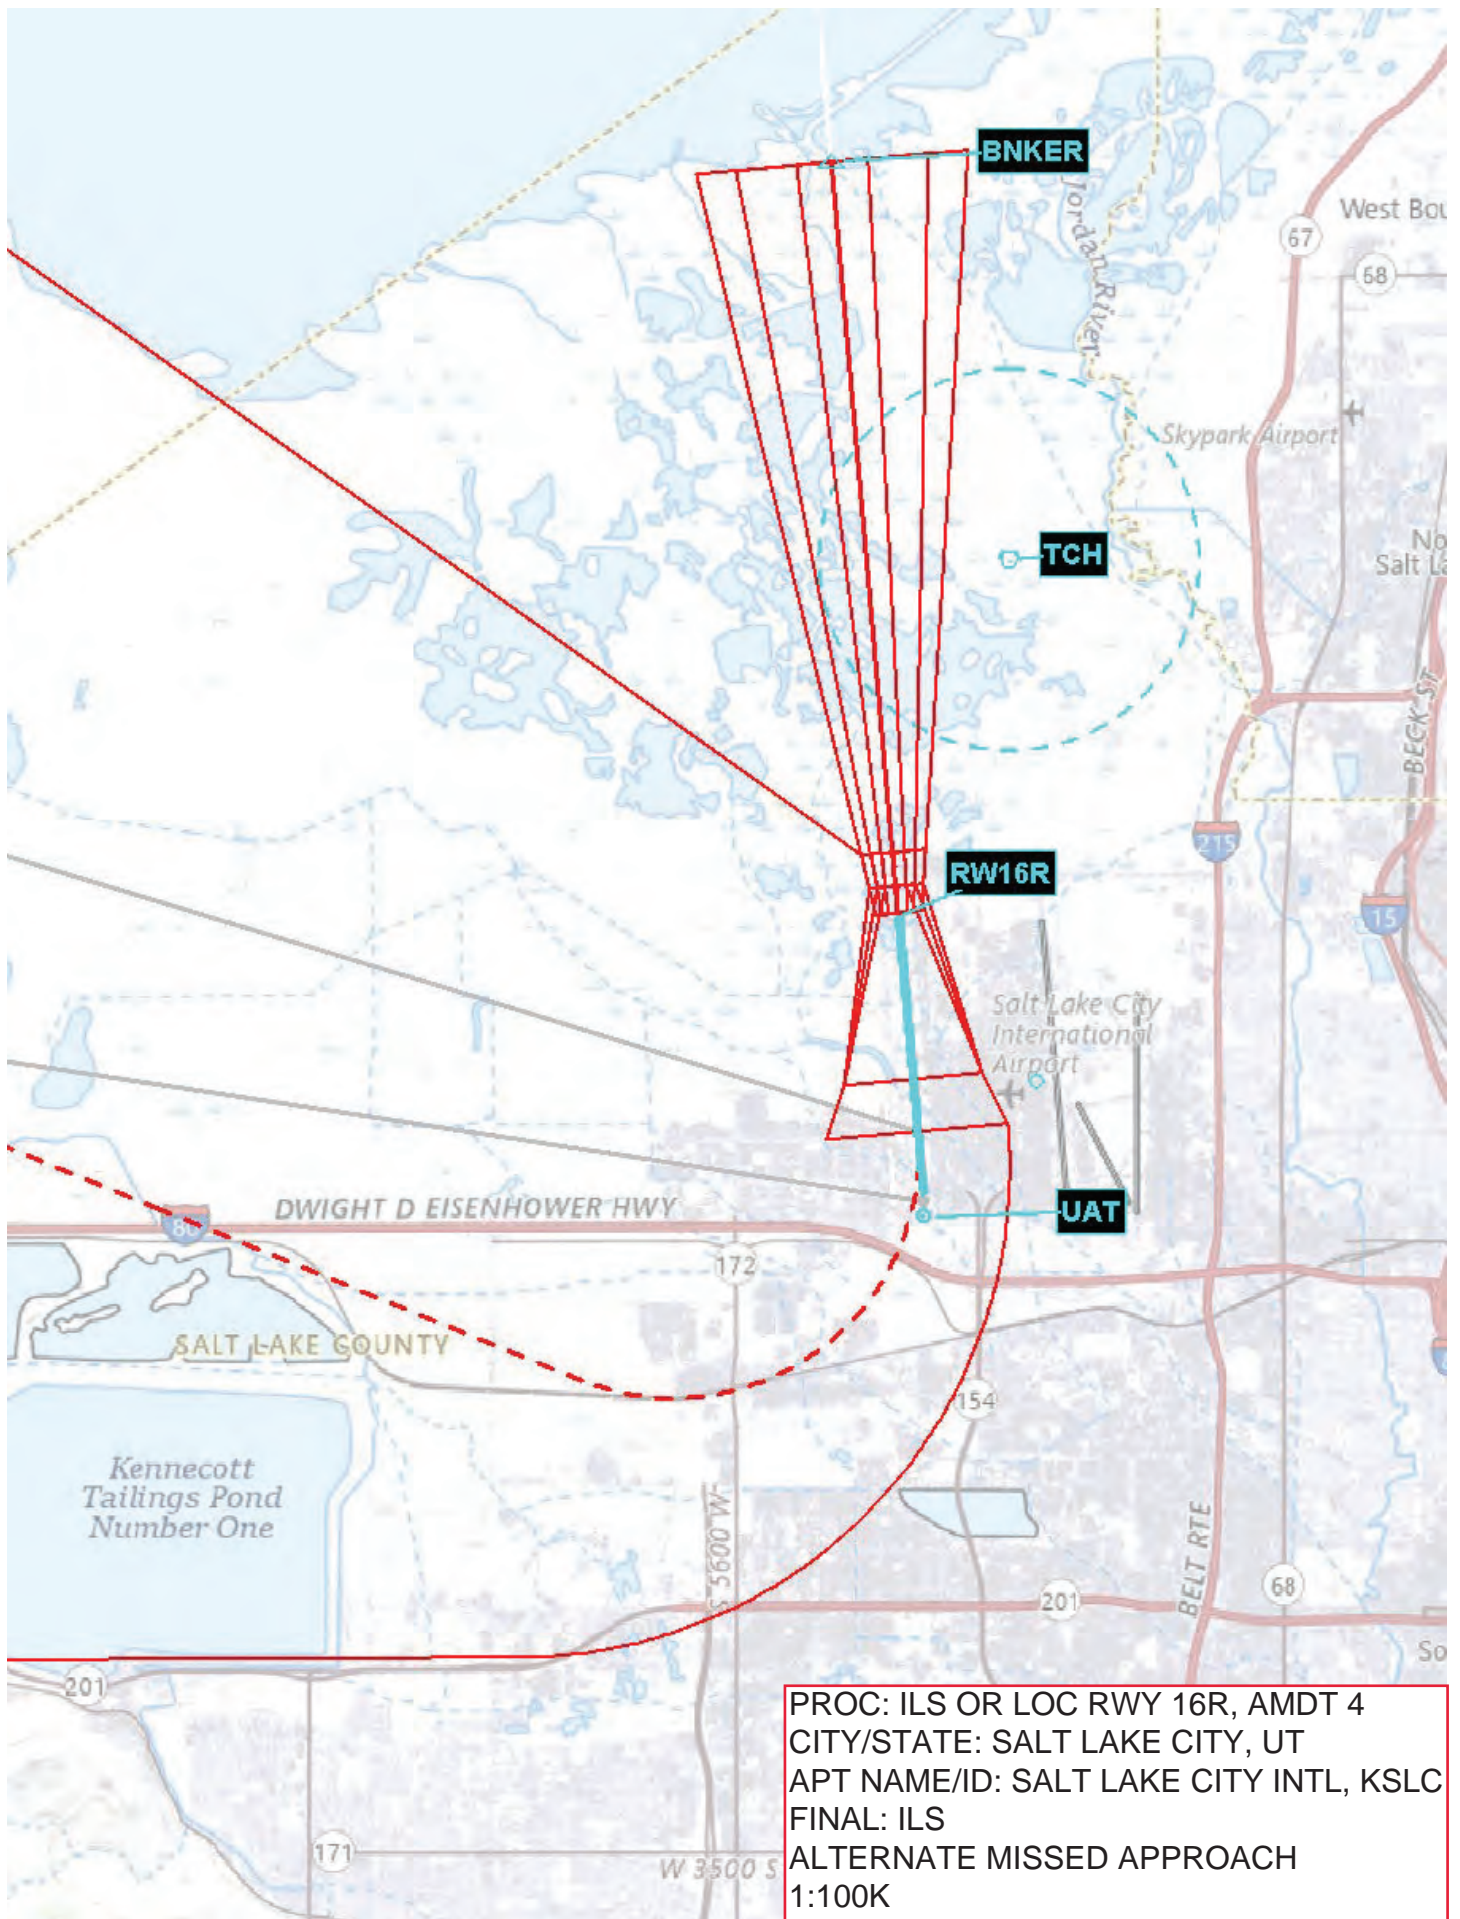 BNKER
Jordan River
West Bou
67
68
Skypark Airport
TCH
No
Salt La
BECK ST
215
RW16R
15
Salt Lake City
International
Airport
UAT
DWIGHT D EISENHOWER HWY
80
172
SALT LAKE COUNTY
154
Kennecott
Tailings Pond
Number One
S 5600 W
BELT RTE
68
201
So
201
171
W 3500 S
PROC: ILS OR LOC RWY 16R, AMDT 4
CITY/STATE: SALT LAKE CITY, UT
APT NAME/ID: SALT LAKE CITY INTL, KSLC
FINAL: ILS
ALTERNATE MISSED APPROACH
1:100K